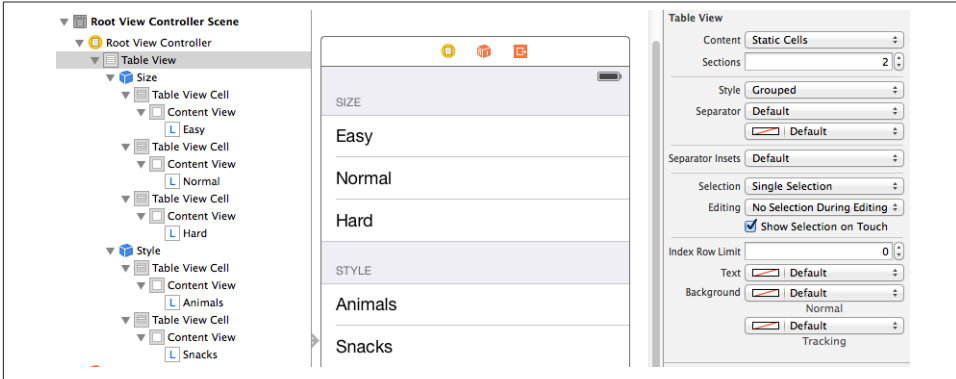 Root View Controller Scene
Root View Controller
Table View
Size
Table View Cell
Content View
L Easy
Table View Cell
Content View
L Normal
Table View Cell
Content View
L Hard
Style
Table View Cell
Content View
L Animals
Table View Cell
Content View
L Snacks
SIZE
Easy
Normal
Hard
STYLE
Animals
Snacks
Table View
Content Static Cells
Sections 2
Style Grouped
Separator Default
Default
Separator Insets Default
Selection Single Selection
Editing No Selection During Editing
Show Selection on Touch
Index Row Limit 0
Text Default
Background Default
Normal
Default
Tracking